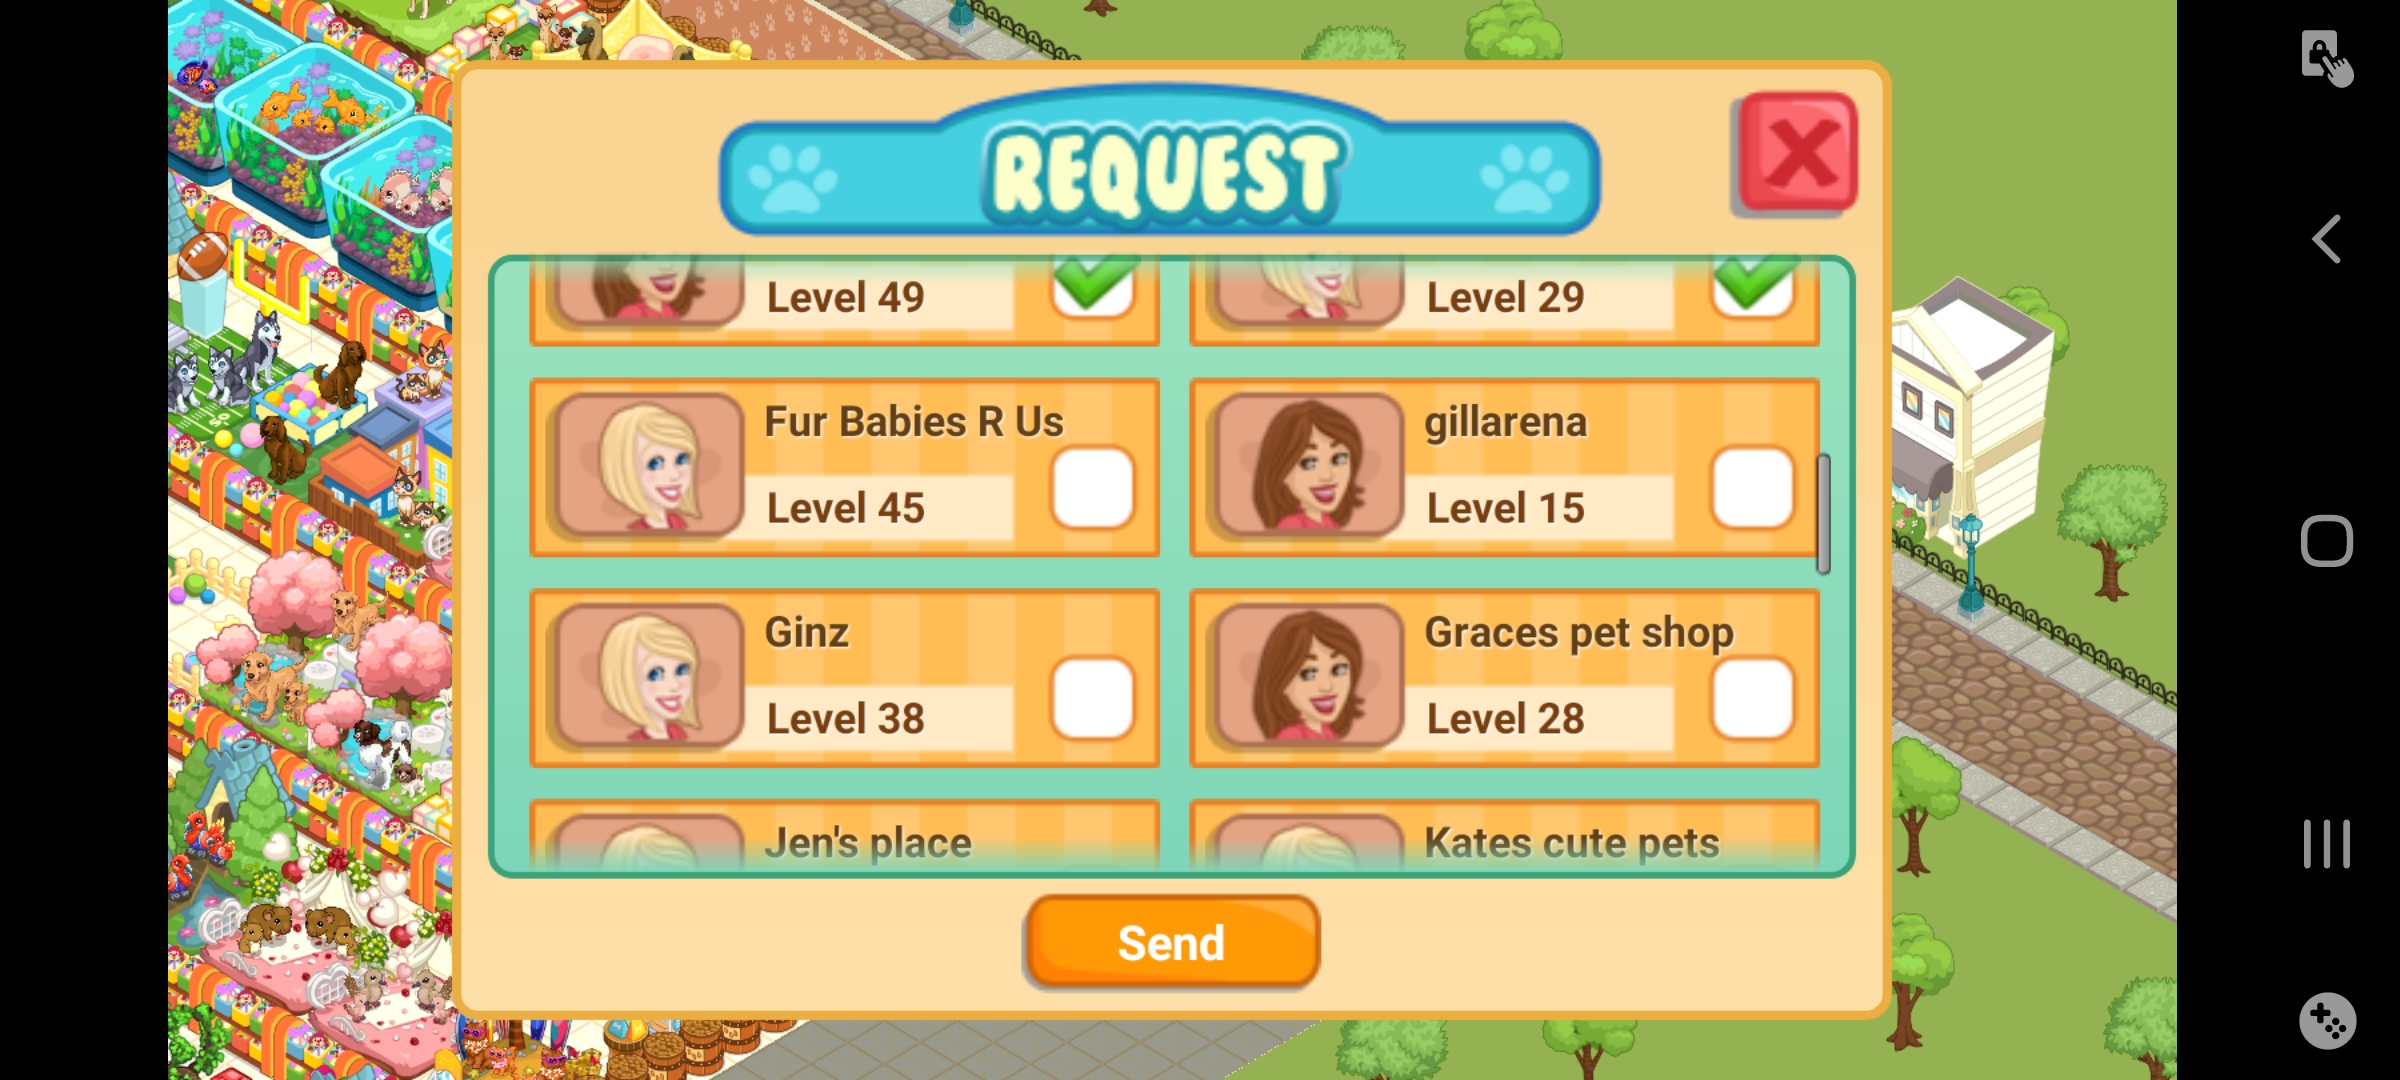 REQUEST
Level 49
Level 29
Fur Babies R Us
Level 45
gillarena
Level 15
Ginz
Level 38
Graces pet shop
Level 28
Jen's place
Kates cute pets
Send